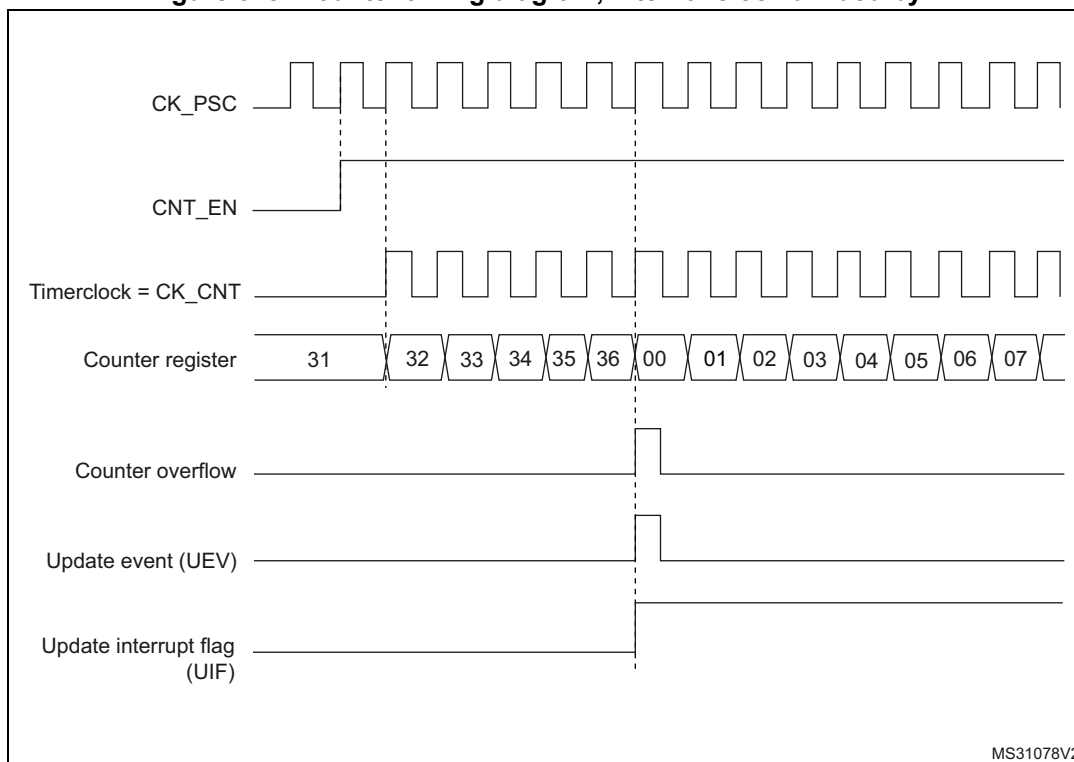 CK_PSC
CNT_EN
Timerclock = CK_CNT
Counter register
31 32 33 34 35 36 00 01 02 03 04 05 06 07
Counter overflow
Update event (UEV)
Update interrupt flag
(UIF)
MS31078V2